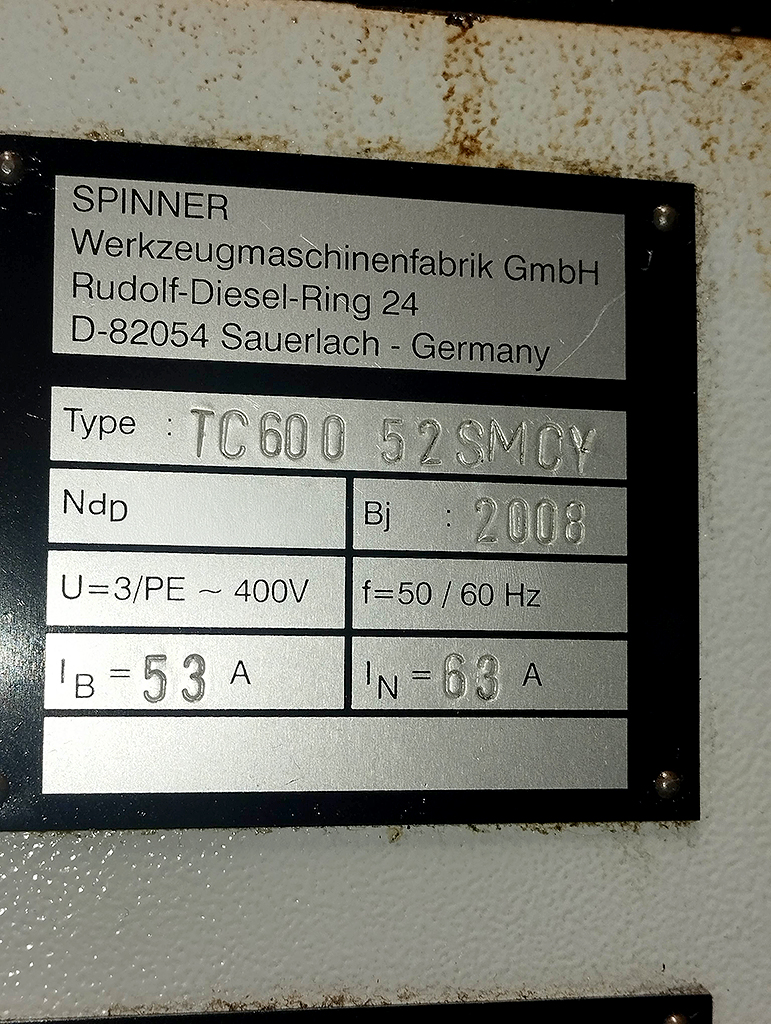 SPINNER
Werkzeugmaschinenfabrik GmbH
Rudolf-Diesel-Ring 24
D-82054 Sauerlach - Germany
Type : TC600 52SMCY
NdD
Bj : 2008
U=3/PE ~ 400V
f=50 / 60 Hz
IB = 53 A
IN = 63 A